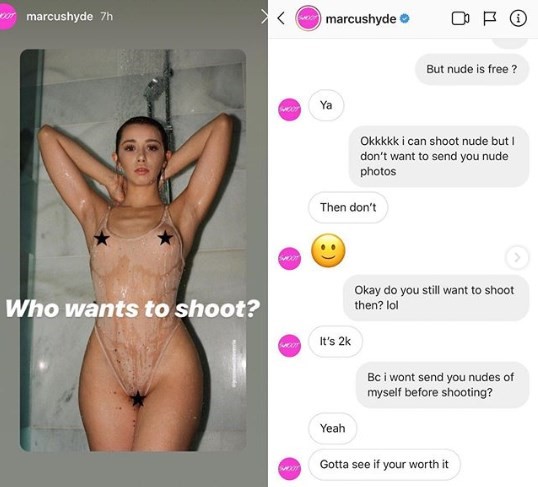 marcushyde 7h
Who wants to shoot?
marcushyde
But nude is free ?
Ya
Okkkkk i can shoot nude but I
don't want to send you nude
photos
Then don't
Okay do you still want to shoot
then? lol
It's 2k
Bc i wont send you nudes of
myself before shooting?
Yeah
Gotta see if your worth it